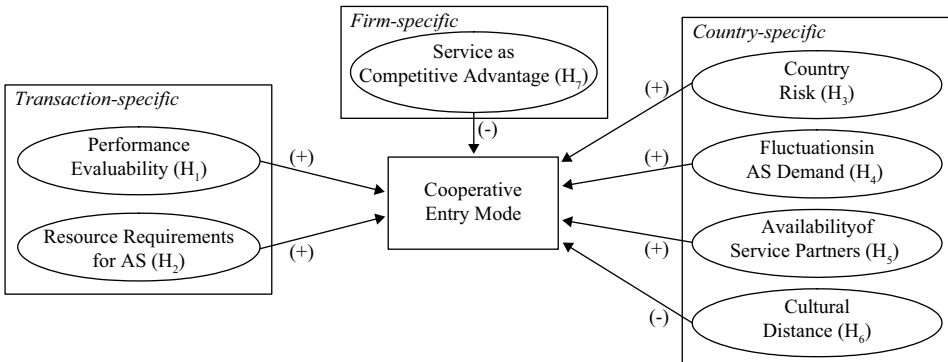 Transaction-specific
Performance
Evaluability (H₁)
(+)
Resource Requirements
for AS (H₂)
(+)
Firm-specific
Service as
Competitive Advantage (H₇)
(-)
Cooperative
Entry Mode
Country-specific
Country
Risk (H₃)
(+)
Fluctuationsin
AS Demand (H₄)
(+)
Availabilityof
Service Partners (H₅)
(+)
Cultural
Distance (H₆)
(-)